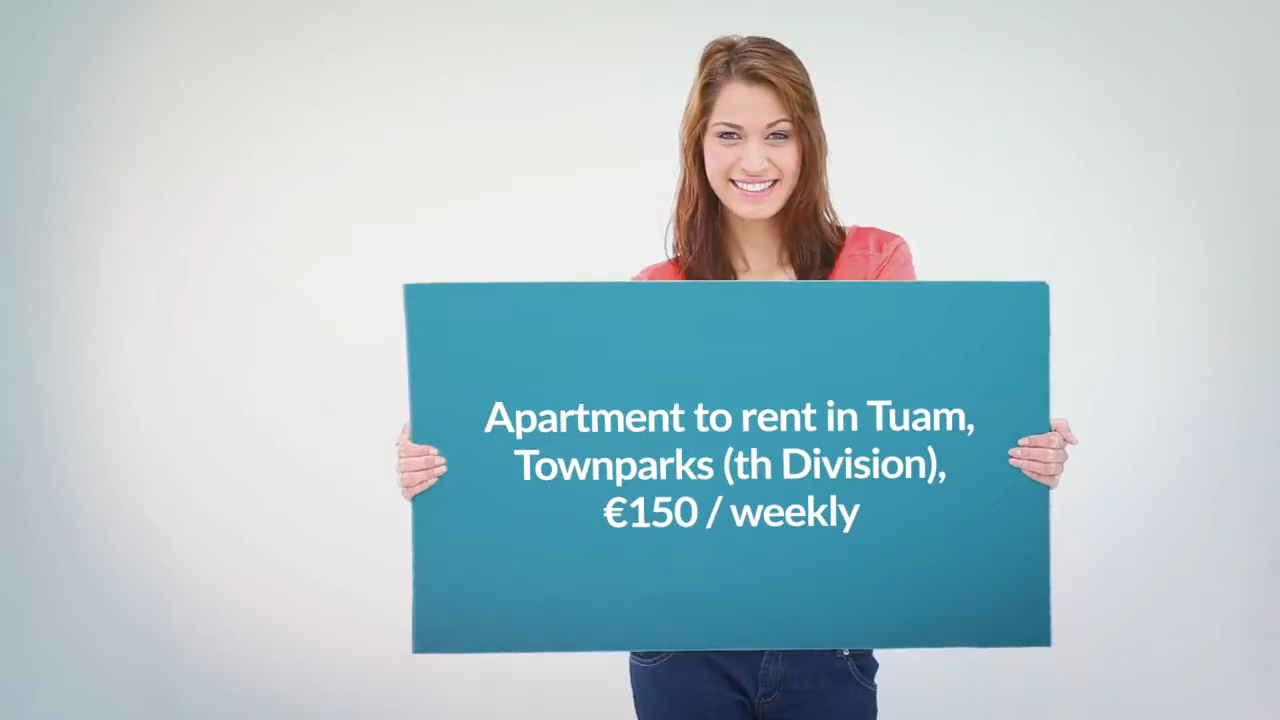 Apartment to rent in Tuam,
Townparks (th Division),
€150 / weekly